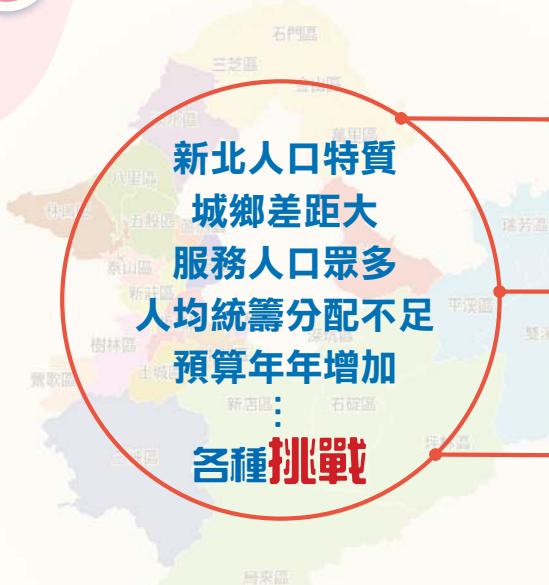 石門區
三芝區
金山區
淡水區
萬里區
新北人口特質
八里區
城鄉差距大
林口區
五股區
瑞芳區
服務人口眾多
泰山區
新莊區
平溪區
人均統籌分配不足
雙溪
樹林區
深坑區
預算年年增加
鶯歌區
土城區
新店區
石碇區
⋮
坪林區
各種挑戰
三峽區
烏來區